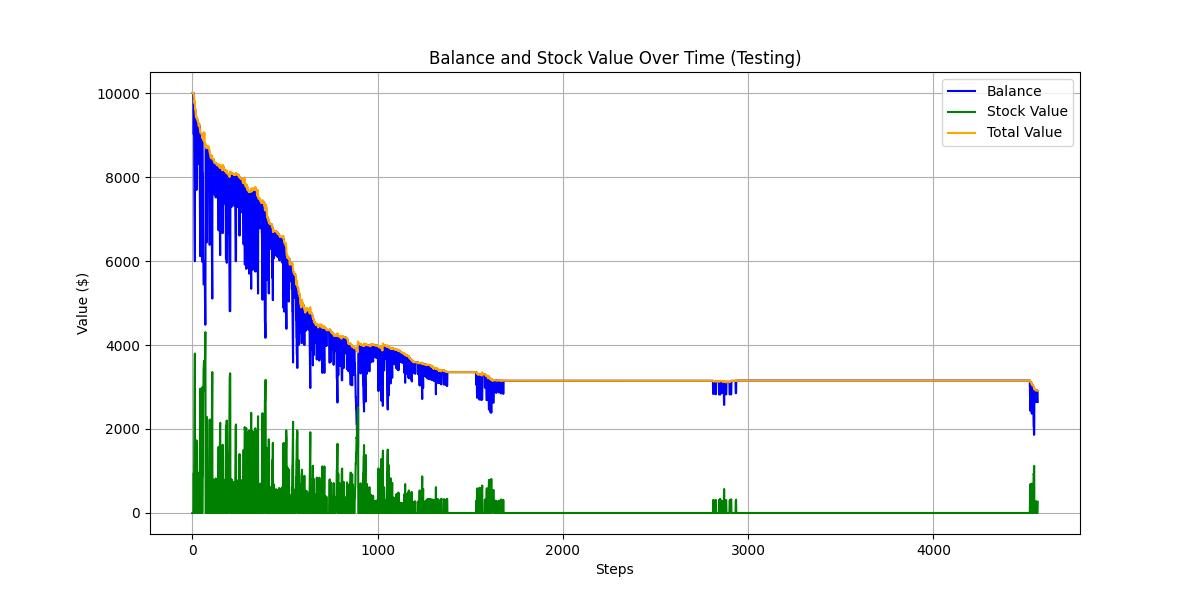 Balance and Stock Value Over Time (Testing)
Balance
Stock Value
Total Value
Value ($)
10000
8000
6000
4000
2000
0
0 1000 2000 3000 4000
Steps